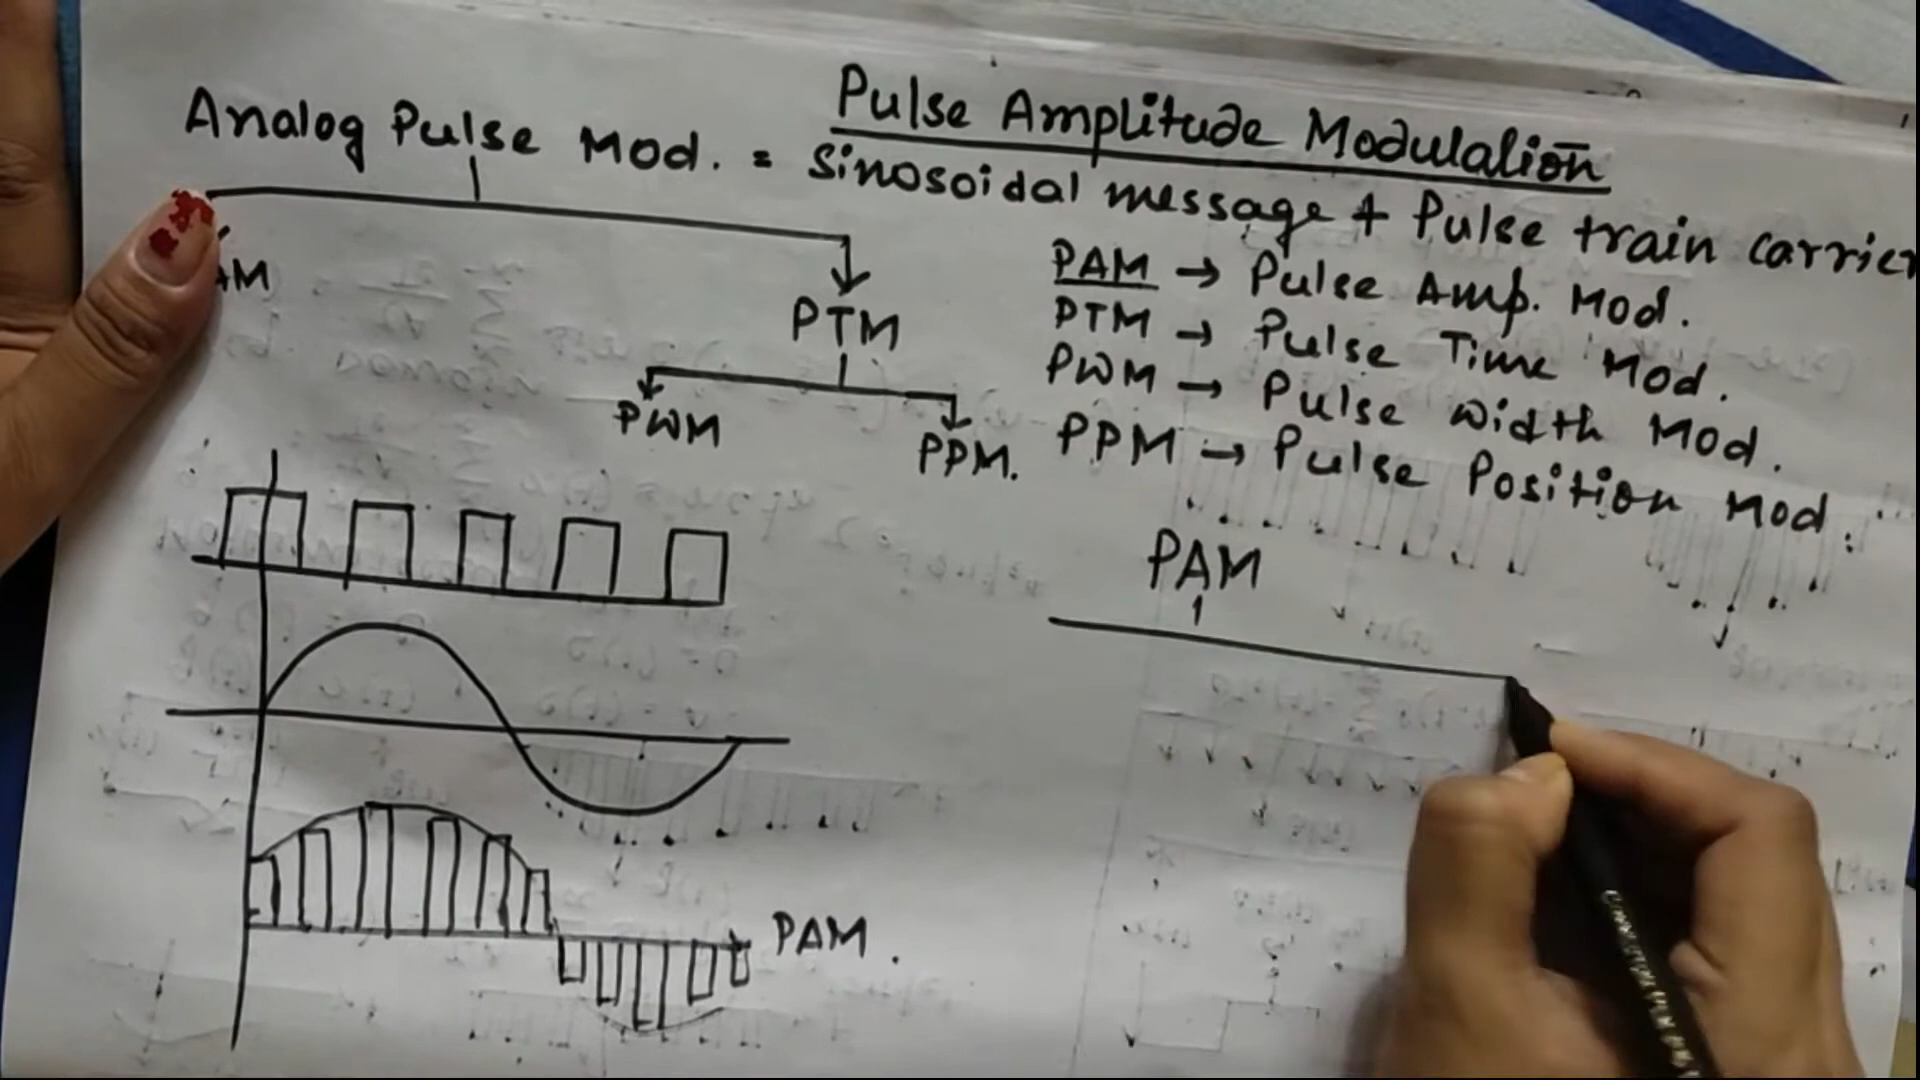 Pulse Amplitude Modulation
Analog Pulse Mod. = Sinosoidal message + Pulse train carrier
AM
PTM
PWM
PPM.
PAM → Pulse Amp. Mod.
PTM → Pulse Time Mod.
PWM → Pulse Width Mod.
PPM → Pulse Position Mod.
PAM
PAM.